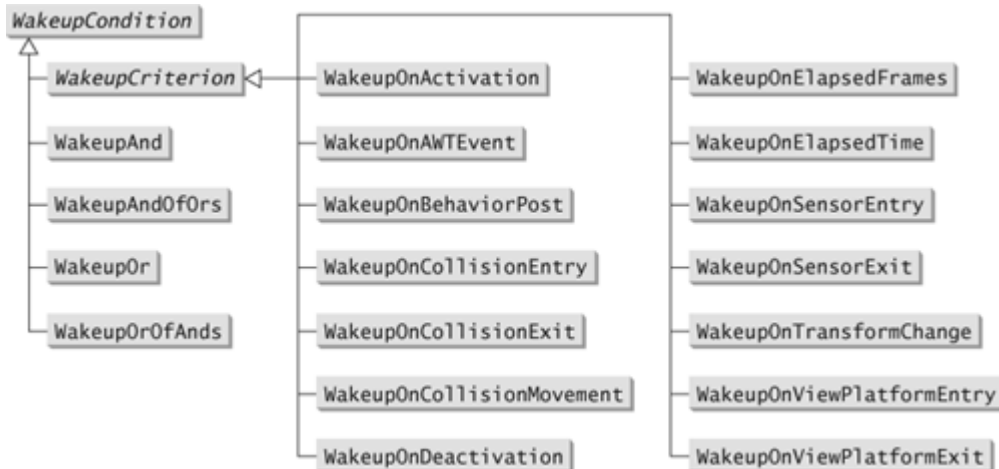 WakeupCondition
WakeupCriterion
WakeupAnd
WakeupAndOfOrs
WakeupOr
WakeupOrOfAnds
WakeupOnActivation
WakeupOnAWTEvent
WakeupOnBehaviorPost
WakeupOnCollisionEntry
WakeupOnCollisionExit
WakeupOnCollisionMovement
WakeupOnDeactivation
WakeupOnElapsedFrames
WakeupOnElapsedTime
WakeupOnSensorEntry
WakeupOnSensorExit
WakeupOnTransformChange
WakeupOnViewPlatformEntry
WakeupOnViewPlatformExit